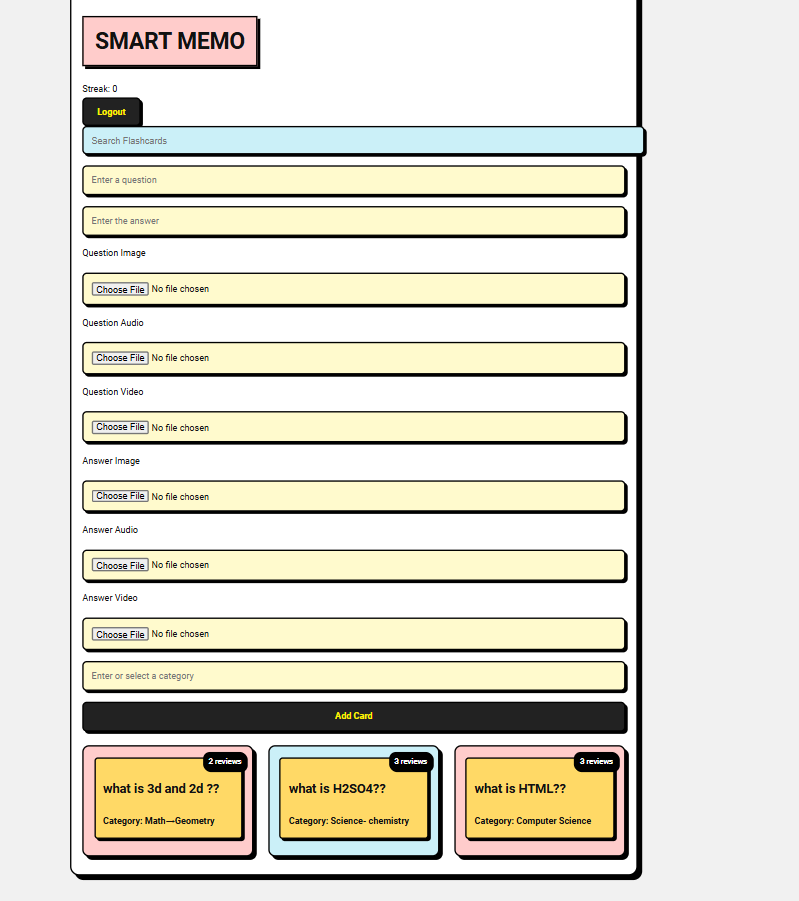 SMART MEMO
Streak: 0
Logout
Search Flashcards
Enter a question
Enter the answer
Question Image
Choose File No file chosen
Question Audio
Choose File No file chosen
Question Video
Choose File No file chosen
Answer Image
Choose File No file chosen
Answer Audio
Choose File No file chosen
Answer Video
Choose File No file chosen
Enter or select a category
Add Card
2 reviews
what is 3d and 2d ??
Category: Math→Geometry
3 reviews
what is H2SO4??
Category: Science- chemistry
3 reviews
what is HTML??
Category: Computer Science